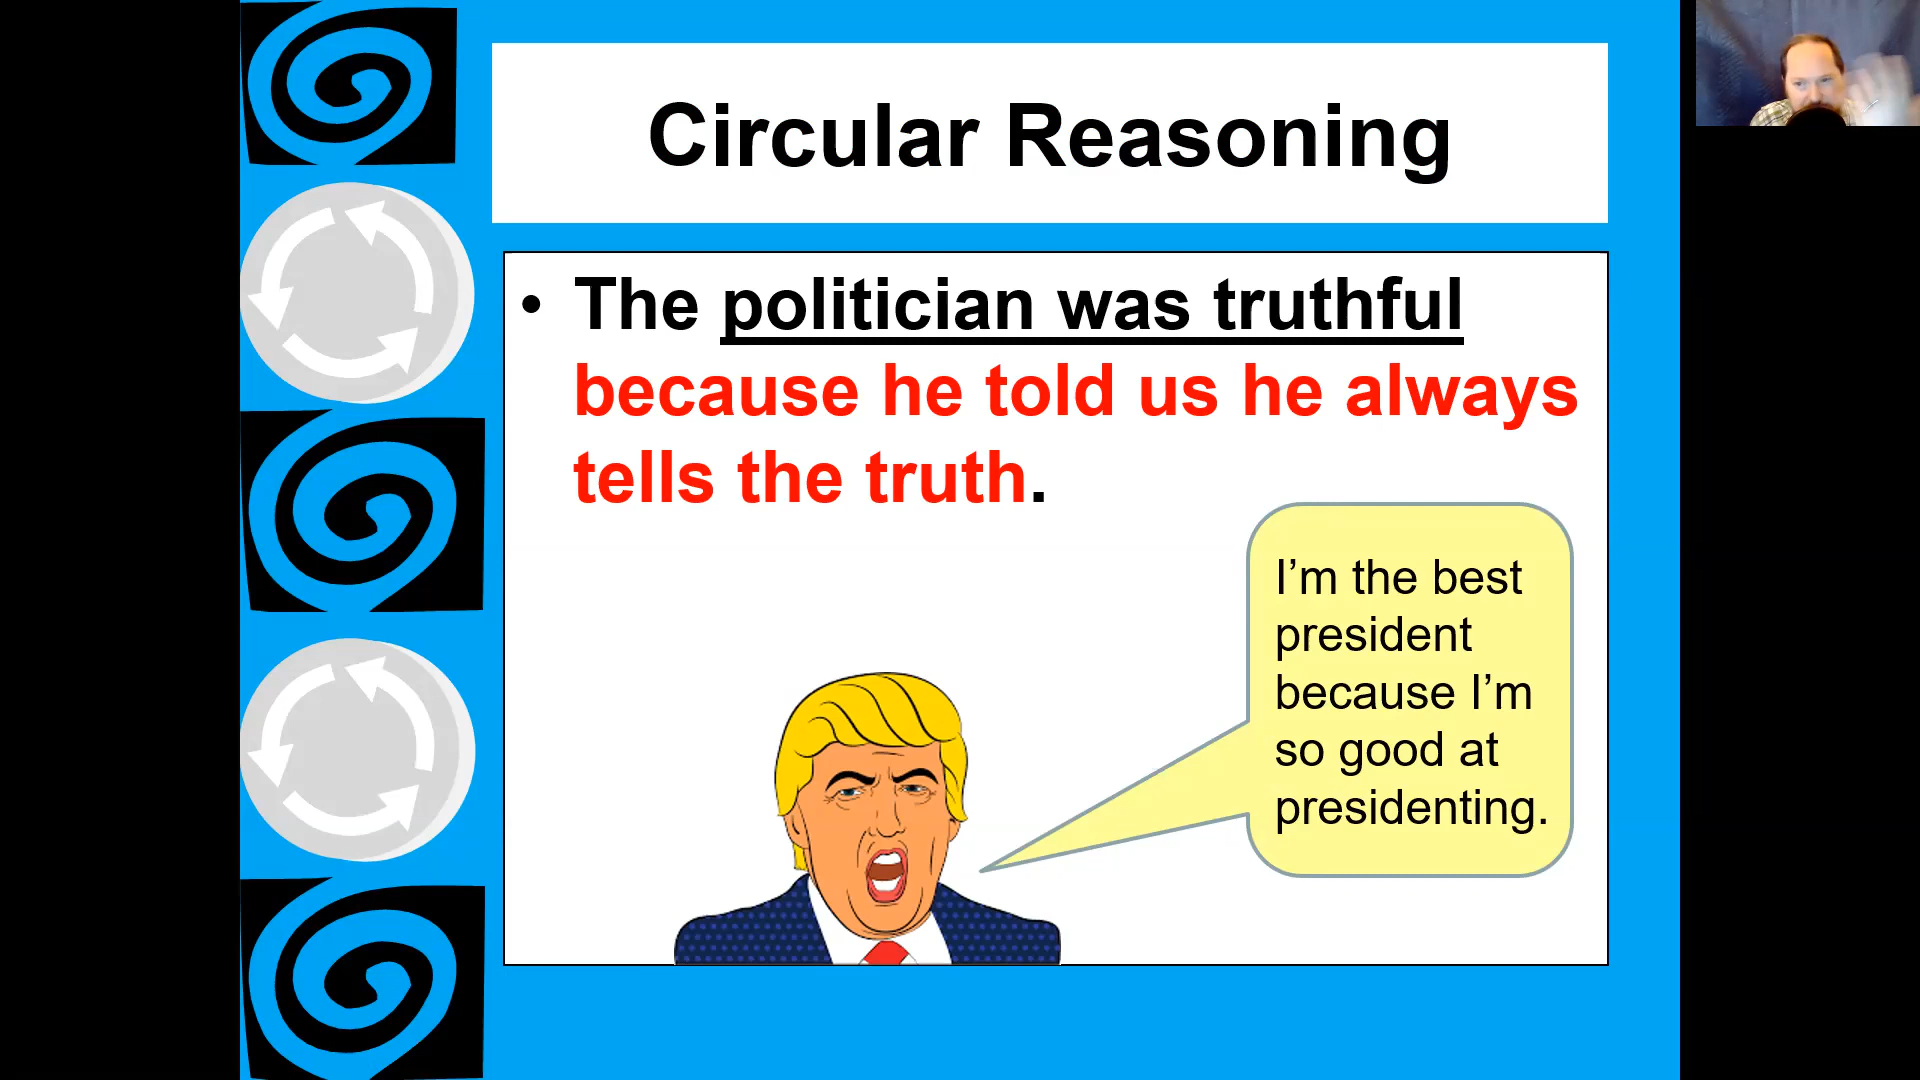 Circular Reasoning
• The politician was truthful
because he told us he always
tells the truth.
I’m the best
president
because I’m
so good at
presidenting.